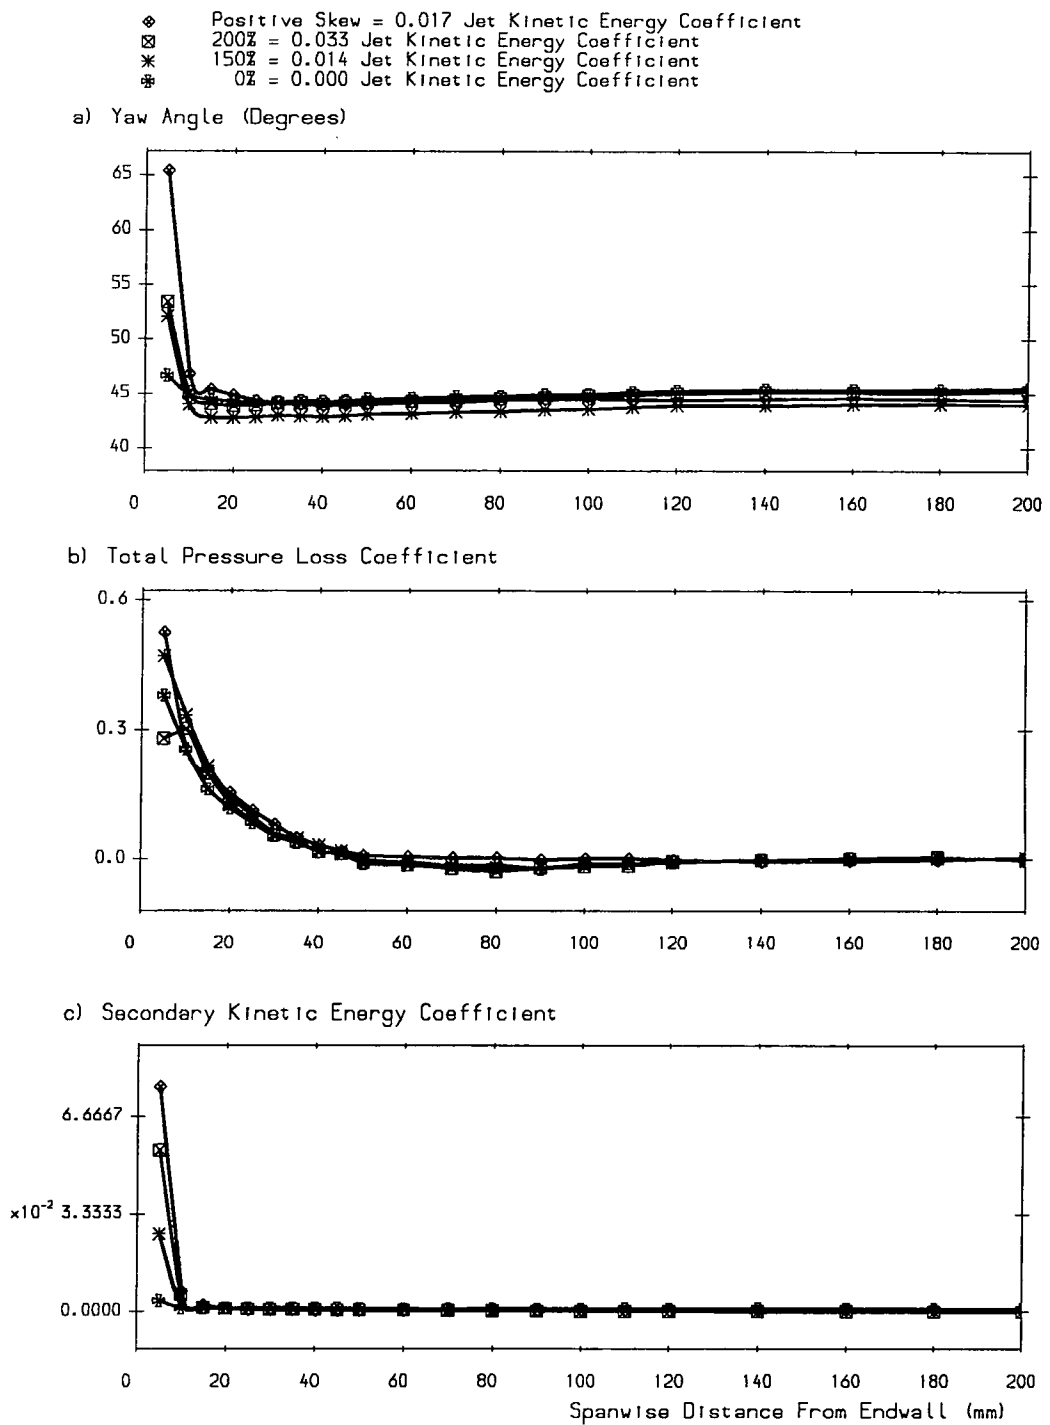 Positive Skew = 0.017 Jet Kinetic Energy Coefficient
200% = 0.033 Jet Kinetic Energy Coefficient
150% = 0.014 Jet Kinetic Energy Coefficient
0% = 0.000 Jet Kinetic Energy Coefficient
a) Yaw Angle (Degrees)
65
60
55
50
45
40
0 20 40 60 80 100 120 140 160 180 200
b) Total Pressure Loss Coefficient
0.6
0.3
0.0
0 20 40 60 80 100 120 140 160 180 200
c) Secondary Kinetic Energy Coefficient
6.6667
×10⁻² 3.3333
0.0000
0 20 40 60 80 100 120 140 160 180 200
Spanwise Distance From Endwall (mm)